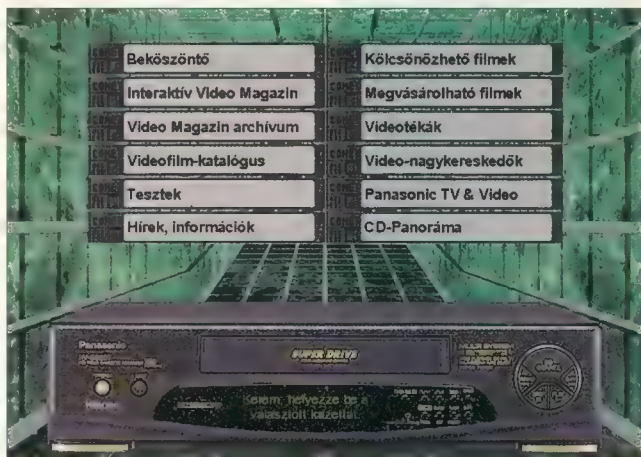 Beköszöntő
Interaktív Video Magazin
Video Magazin archívum
Videofilm-katalógus
Tesztek
Hírek, információk
Kölcsönözhető filmek
Megvásárolható filmek
Videotékák
Video-nagykereskedők
Panasonic TV & Video
CD-Panoráma
Panasonic
SUPER DRIVE
Kérem, helyezze be a
választott kazettát.